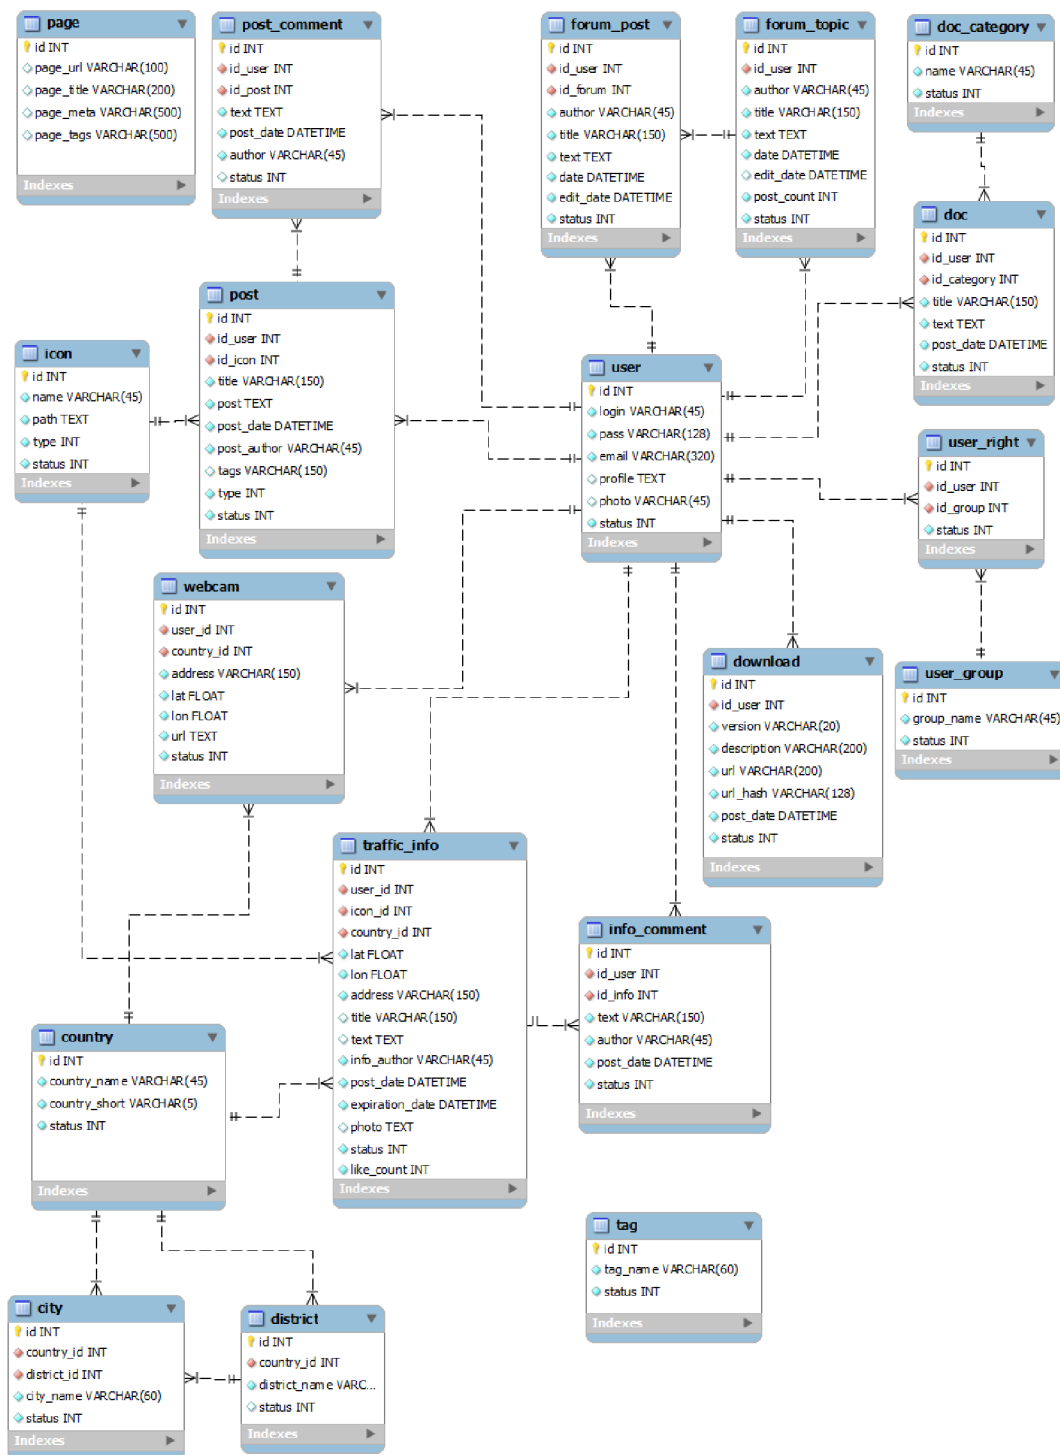 page
id INT
page_url VARCHAR(100)
page_title VARCHAR(200)
page_meta VARCHAR(500)
page_tags VARCHAR(500)
Indexes
post_comment
id INT
id_user INT
id_post INT
text TEXT
post_date DATETIME
author VARCHAR(45)
status INT
Indexes
forum_post
id INT
id_user INT
id_forum INT
author VARCHAR(45)
title VARCHAR(150)
text TEXT
date DATETIME
edit_date DATETIME
status INT
Indexes
forum_topic
id INT
id_user INT
author VARCHAR(45)
title VARCHAR(150)
text TEXT
date DATETIME
edit_date DATETIME
post_count INT
status INT
Indexes
doc_category
id INT
name VARCHAR(45)
status INT
Indexes
doc
id INT
id_user INT
id_category INT
title VARCHAR(150)
text TEXT
post_date DATETIME
status INT
Indexes
post
id INT
id_user INT
id_icon INT
title VARCHAR(150)
post TEXT
post_date DATETIME
post_author VARCHAR(45)
tags VARCHAR(150)
type INT
status INT
Indexes
icon
id INT
name VARCHAR(45)
path TEXT
type INT
status INT
Indexes
user
id INT
login VARCHAR(45)
pass VARCHAR(128)
email VARCHAR(320)
profile TEXT
photo VARCHAR(45)
status INT
Indexes
user_right
id INT
id_user INT
id_group INT
status INT
Indexes
webcam
id INT
user_id INT
country_id INT
address VARCHAR(150)
lat FLOAT
lon FLOAT
url TEXT
status INT
Indexes
download
id INT
id_user INT
version VARCHAR(20)
description VARCHAR(200)
url VARCHAR(200)
url_hash VARCHAR(128)
post_date DATETIME
status INT
Indexes
user_group
id INT
group_name VARCHAR(45)
status INT
Indexes
traffic_info
id INT
user_id INT
icon_id INT
country_id INT
lat FLOAT
lon FLOAT
address VARCHAR(150)
title VARCHAR(150)
text TEXT
info_author VARCHAR(45)
post_date DATETIME
expiration_date DATETIME
photo TEXT
status INT
like_count INT
Indexes
info_comment
id INT
id_user INT
id_info INT
text VARCHAR(150)
author VARCHAR(45)
post_date DATETIME
status INT
Indexes
country
id INT
country_name VARCHAR(45)
country_short VARCHAR(5)
status INT
Indexes
tag
id INT
tag_name VARCHAR(60)
status INT
Indexes
city
id INT
country_id INT
district_id INT
city_name VARCHAR(60)
status INT
Indexes
district
id INT
country_id INT
district_name VARC...
status INT
Indexes